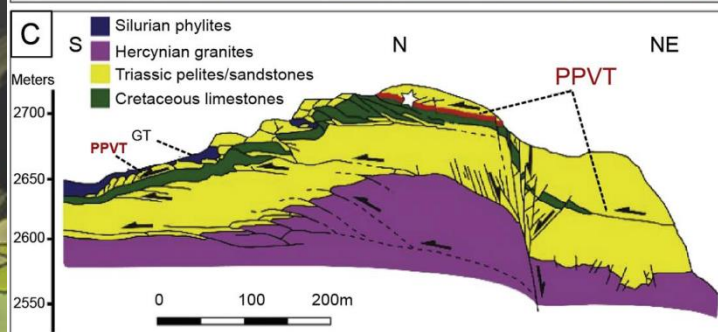 C
S
N
NE
Silurian phylites
Hercynian granites
Triassic pelites/sandstones
Cretaceous limestones
Meters
2700
2650
2600
2550
PPVT
GT
PPVT
0 100 200m